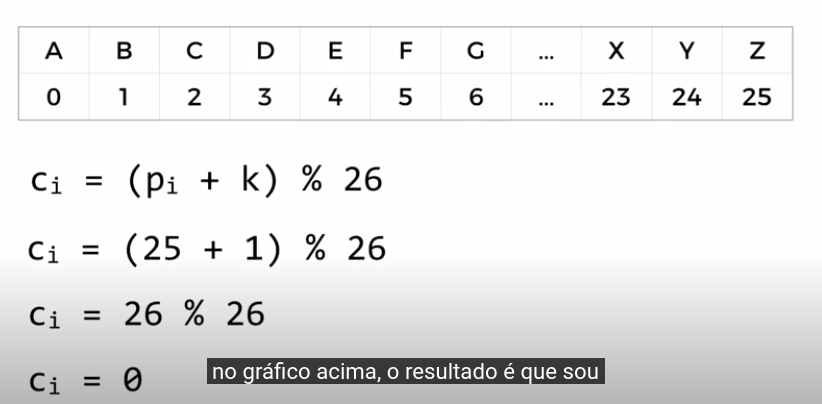 A B C D E F G ... X Y Z
0 1 2 3 4 5 6 ... 23 24 25
cᵢ = (pᵢ + k) % 26
cᵢ = (25 + 1) % 26
cᵢ = 26 % 26
cᵢ = 0
no gráfico acima, o resultado é que sou